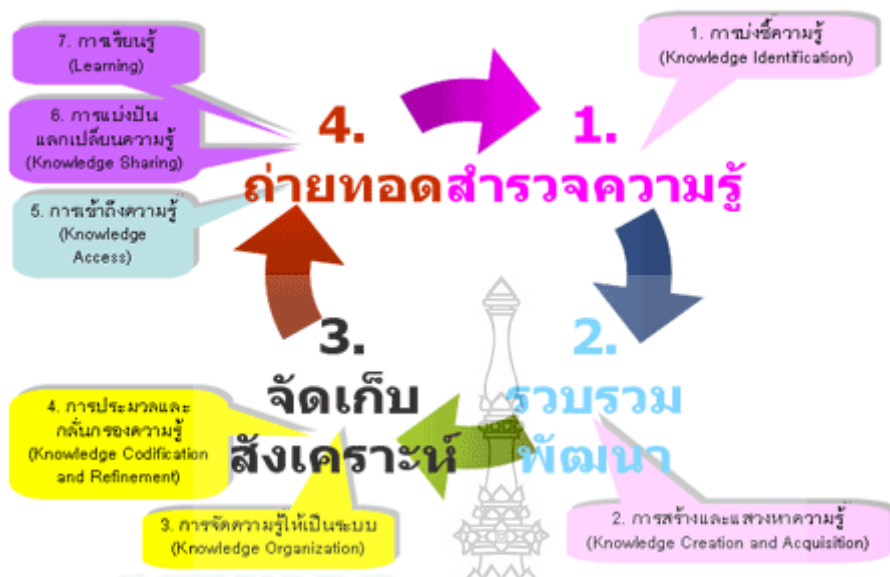 7. การเรียนรู้
(Learning)
6. การแบ่งปัน
แลกเปลี่ยนความรู้
(Knowledge Sharing)
5. การเข้าถึงความรู้
(Knowledge
Access)
4.
ถ่ายทอด
1. การบ่งชี้ความรู้
(Knowledge Identification)
1.
สำรวจความรู้
3.
จัดเก็บ
สังเคราะห์
2.
รวบรวม
พัฒนา
4. การประมวลและ
กลั่นกรองความรู้
(Knowledge Codification
and Refinement)
3. การจัดความรู้ให้เป็นระบบ
(Knowledge Organization)
2. การสร้างและแสวงหาความรู้
(Knowledge Creation and Acquisition)